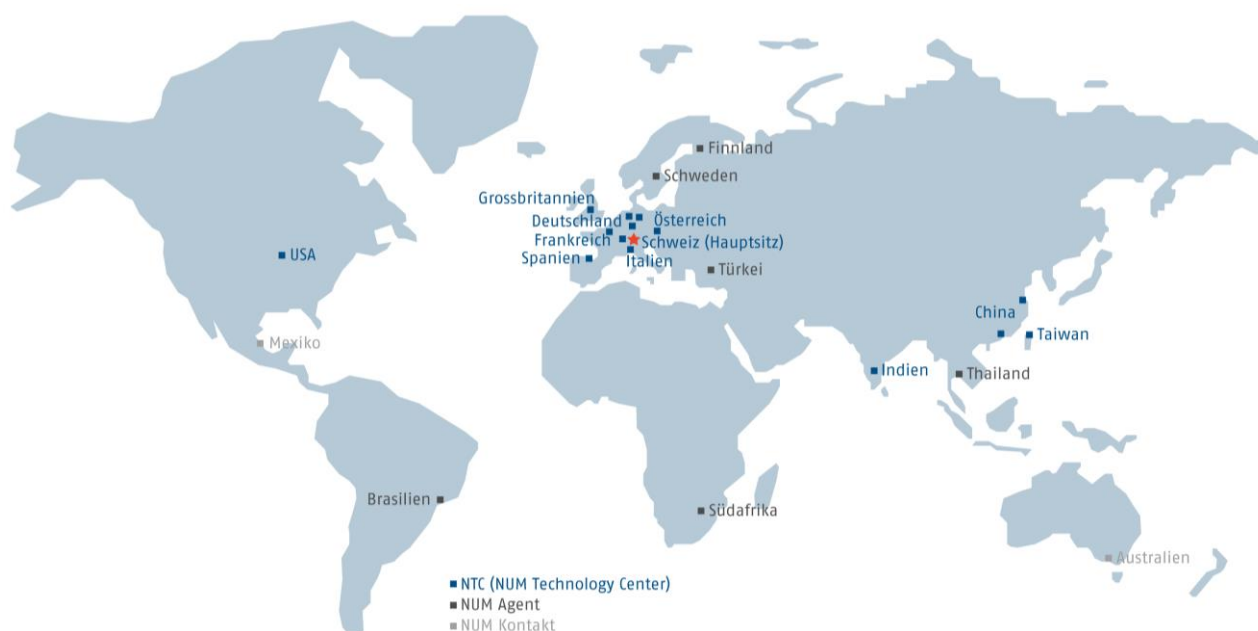 Finnland
Schweden
Grossbritannien
Deutschland
Österreich
Frankreich
Schweiz (Hauptsitz)
USA
Spanien
Italien
Türkei
China
Taiwan
Mexiko
Indien
Thailand
Brasilien
Südafrika
Australien
NTC (NUM Technology Center)
NUM Agent
NUM Kontakt